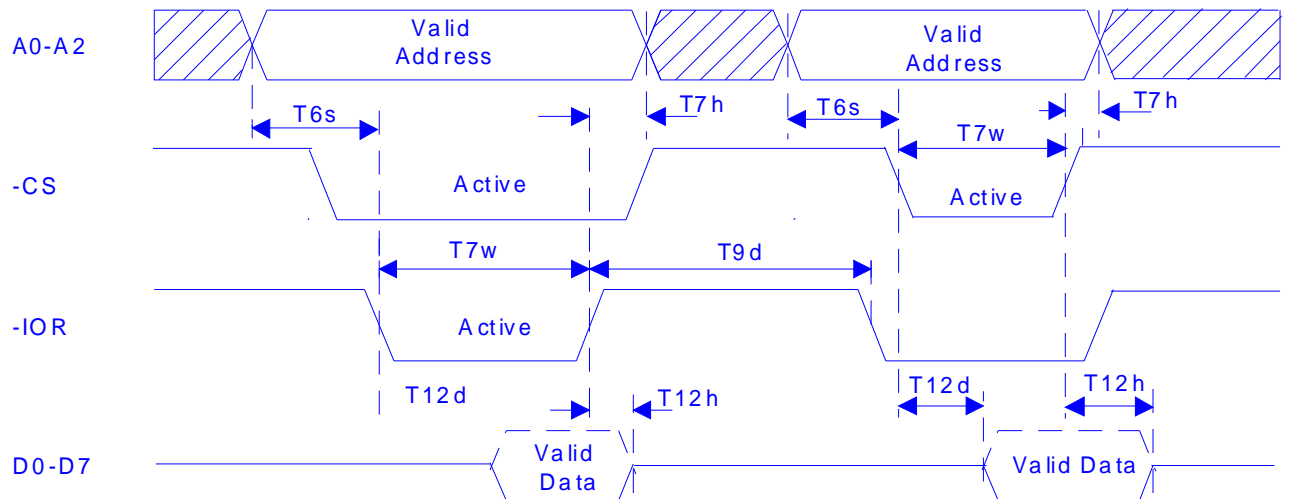 A0-A2
Valid
Address
Valid
Address
T6s
T7h
T6s
T7h
T7w
-CS
Active
Active
T7w
T9d
-IOR
Active
T12d
T12h
T12d
T12h
D0-D7
Valid
Data
Valid Data